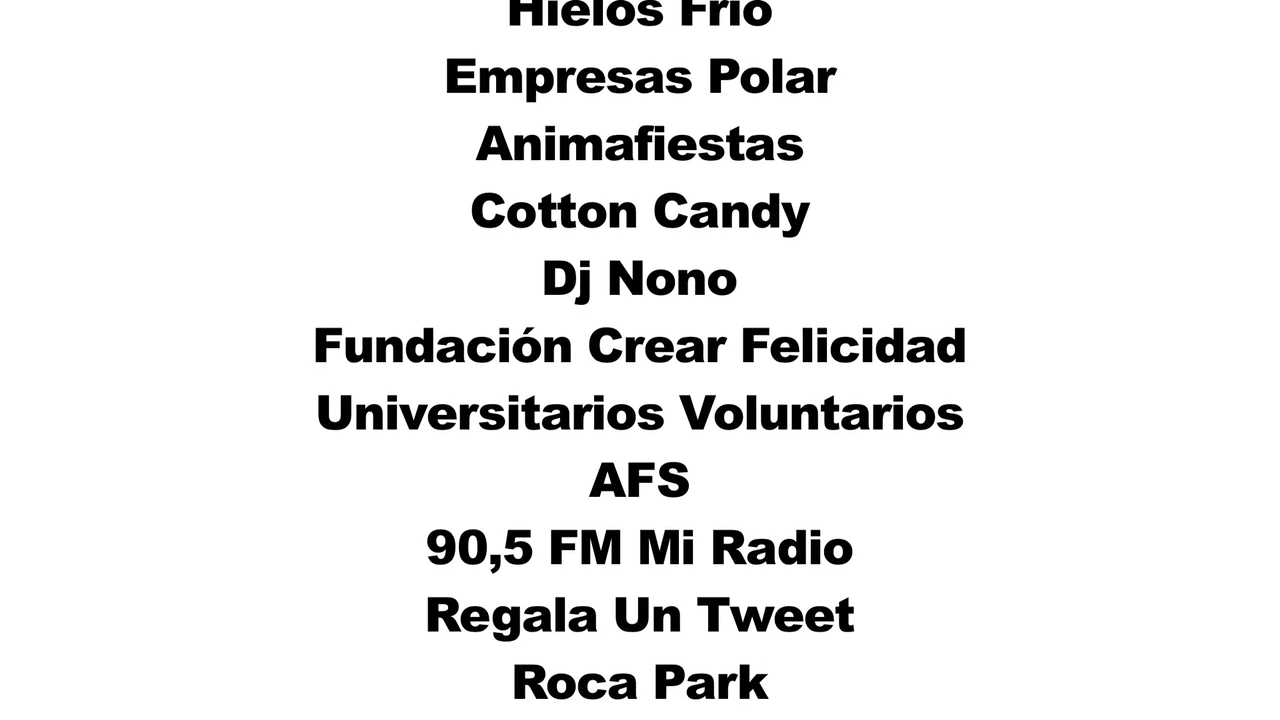 Hielos Frio
Empresas Polar
Animafiestas
Cotton Candy
Dj Nono
Fundación Crear Felicidad
Universitarios Voluntarios
AFS
90,5 FM Mi Radio
Regala Un Tweet
Roca Park